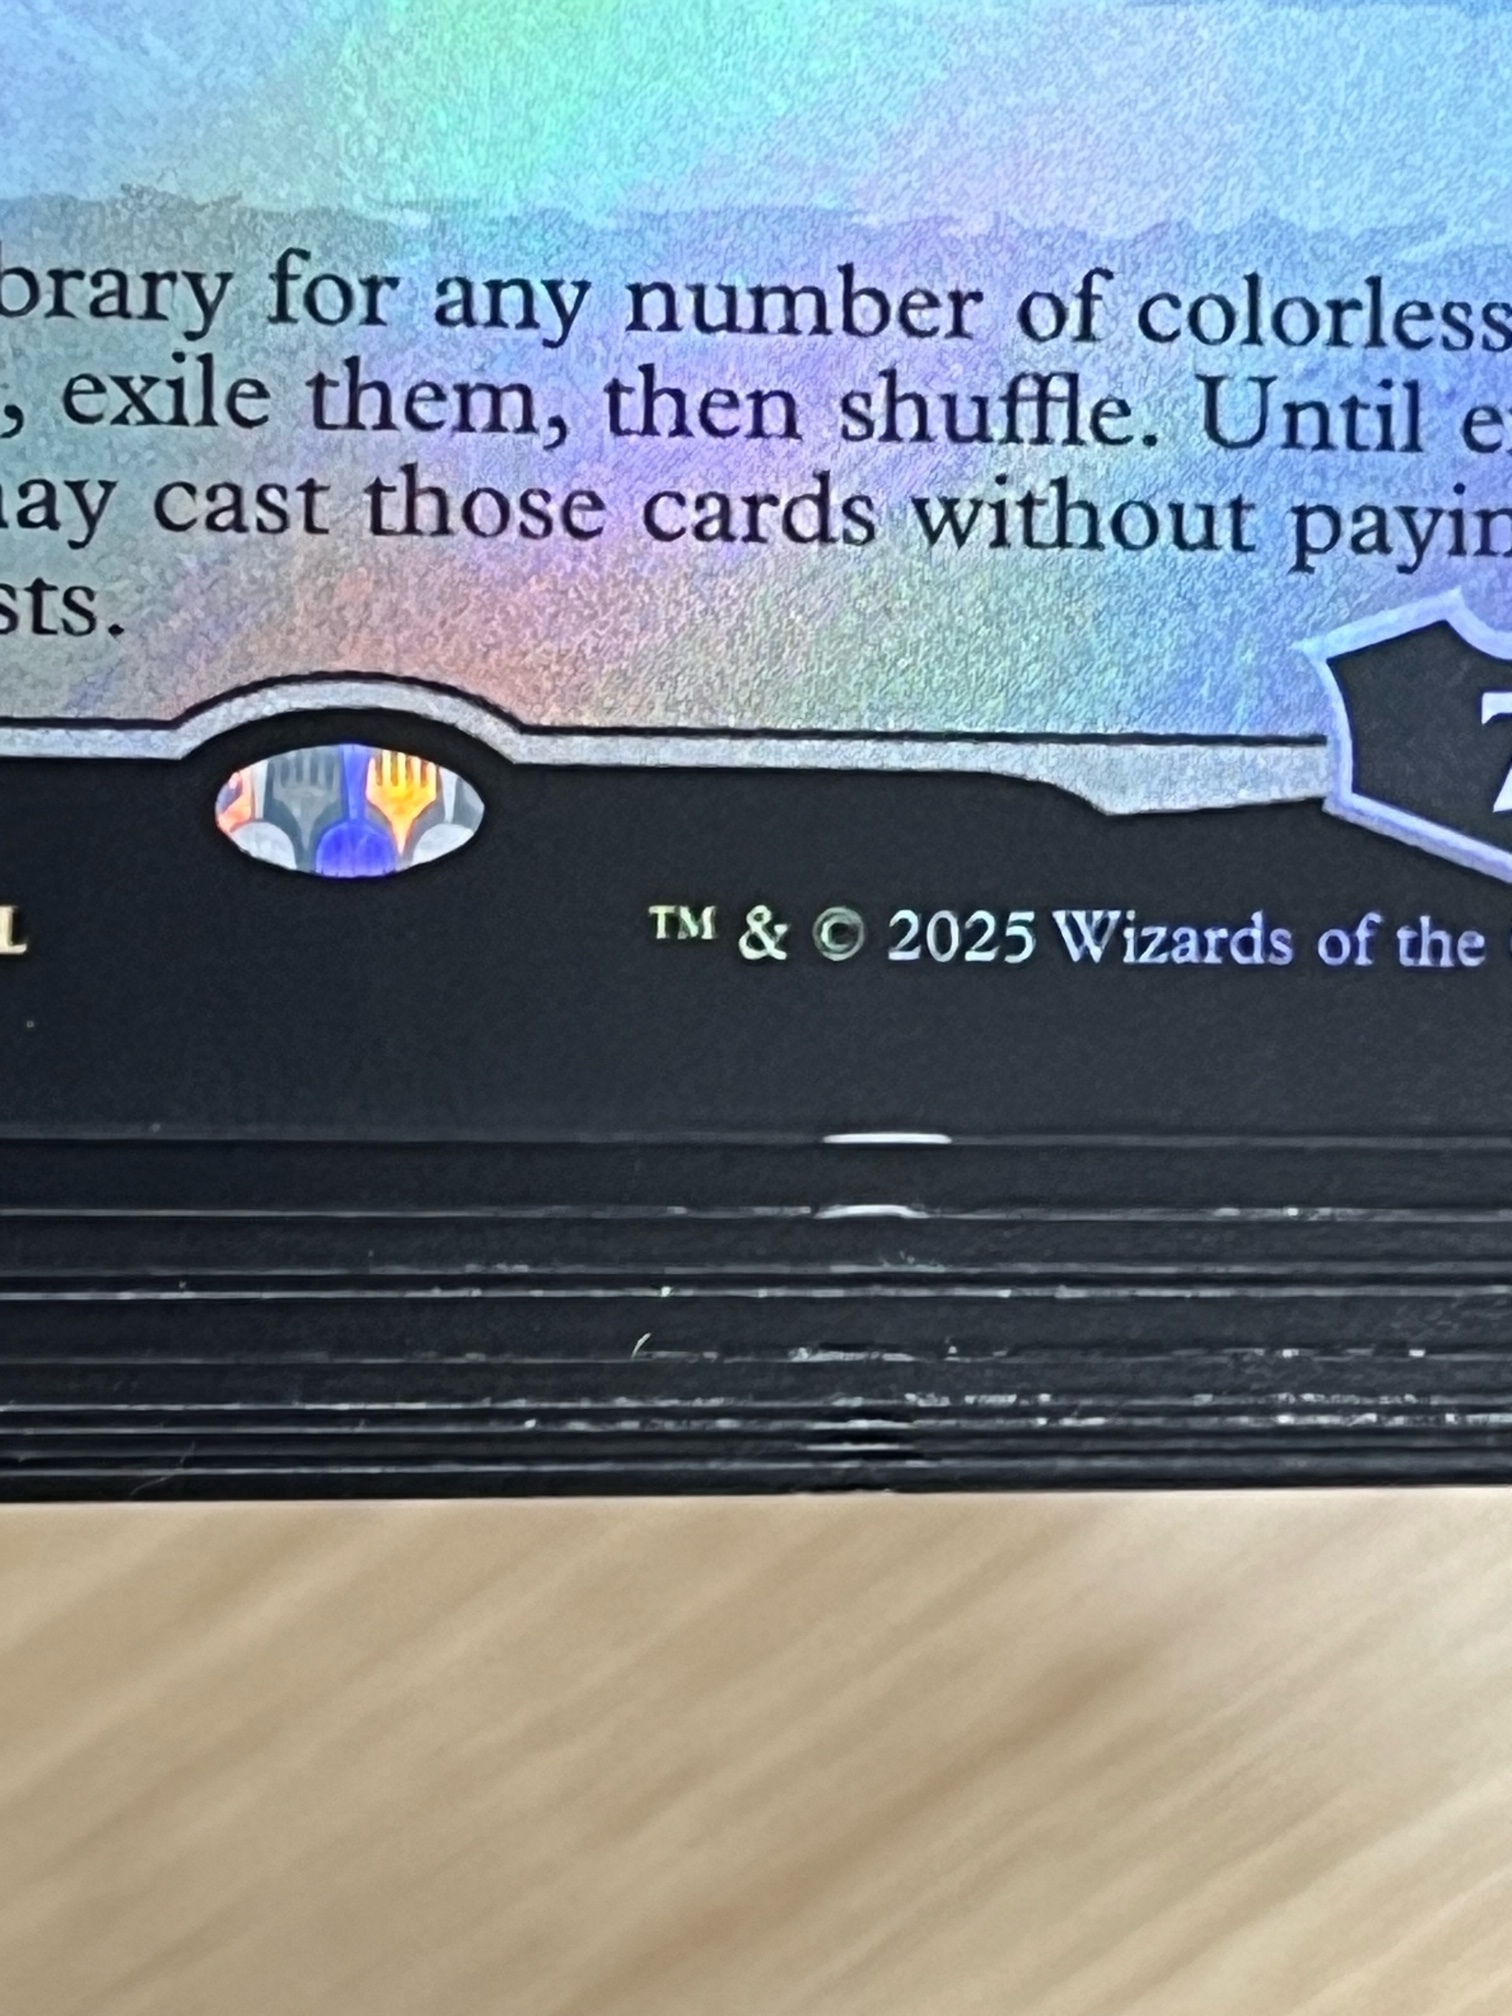 brary for any number of colorless
, exile them, then shuffle. Until e
ay cast those cards without payin
sts.
7
L
™ & © 2025 Wizards of the